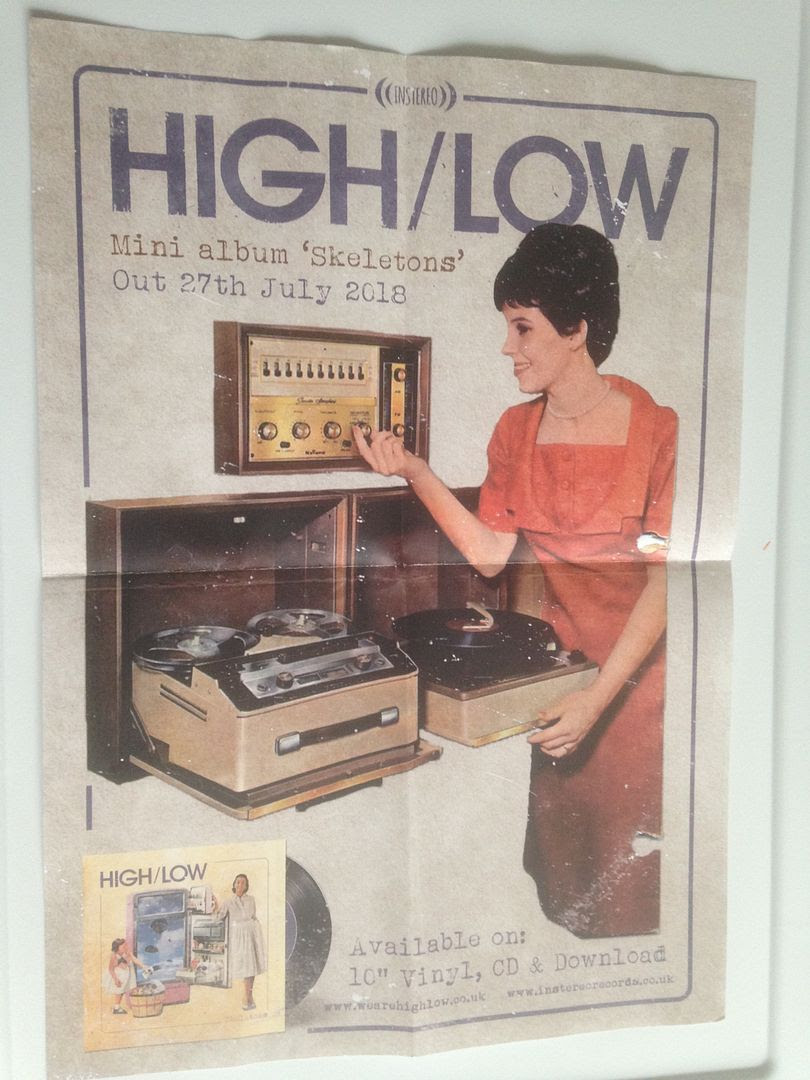 INSTEREO
HIGH/LOW
Mini album ‘Skeletons’
Out 27th July 2018
HIGH/LOW
Available on:
10" Vinyl, CD & Download
www.wearehighlow.co.uk www.instereorecords.co.uk